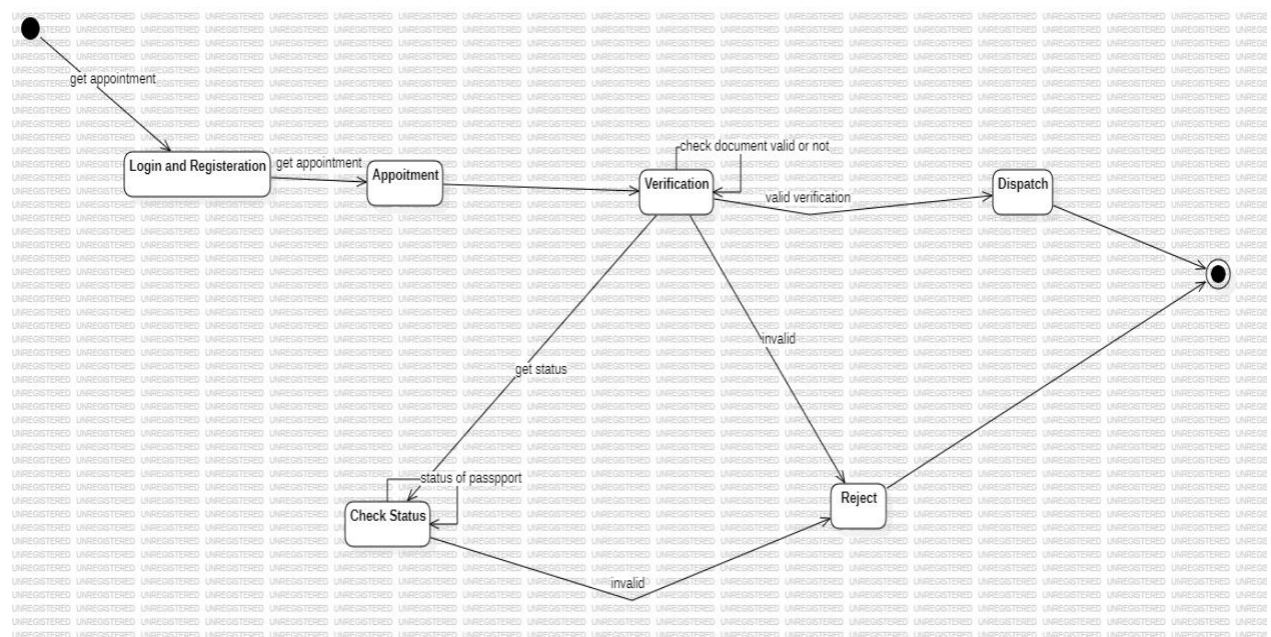 get appointment
Login and Registeration
get appointment
Appoitment
check document valid or not
Verification
valid verification
Dispatch
invalid
get status
status of passpport
Check Status
Reject
invalid
UNREGISTERED